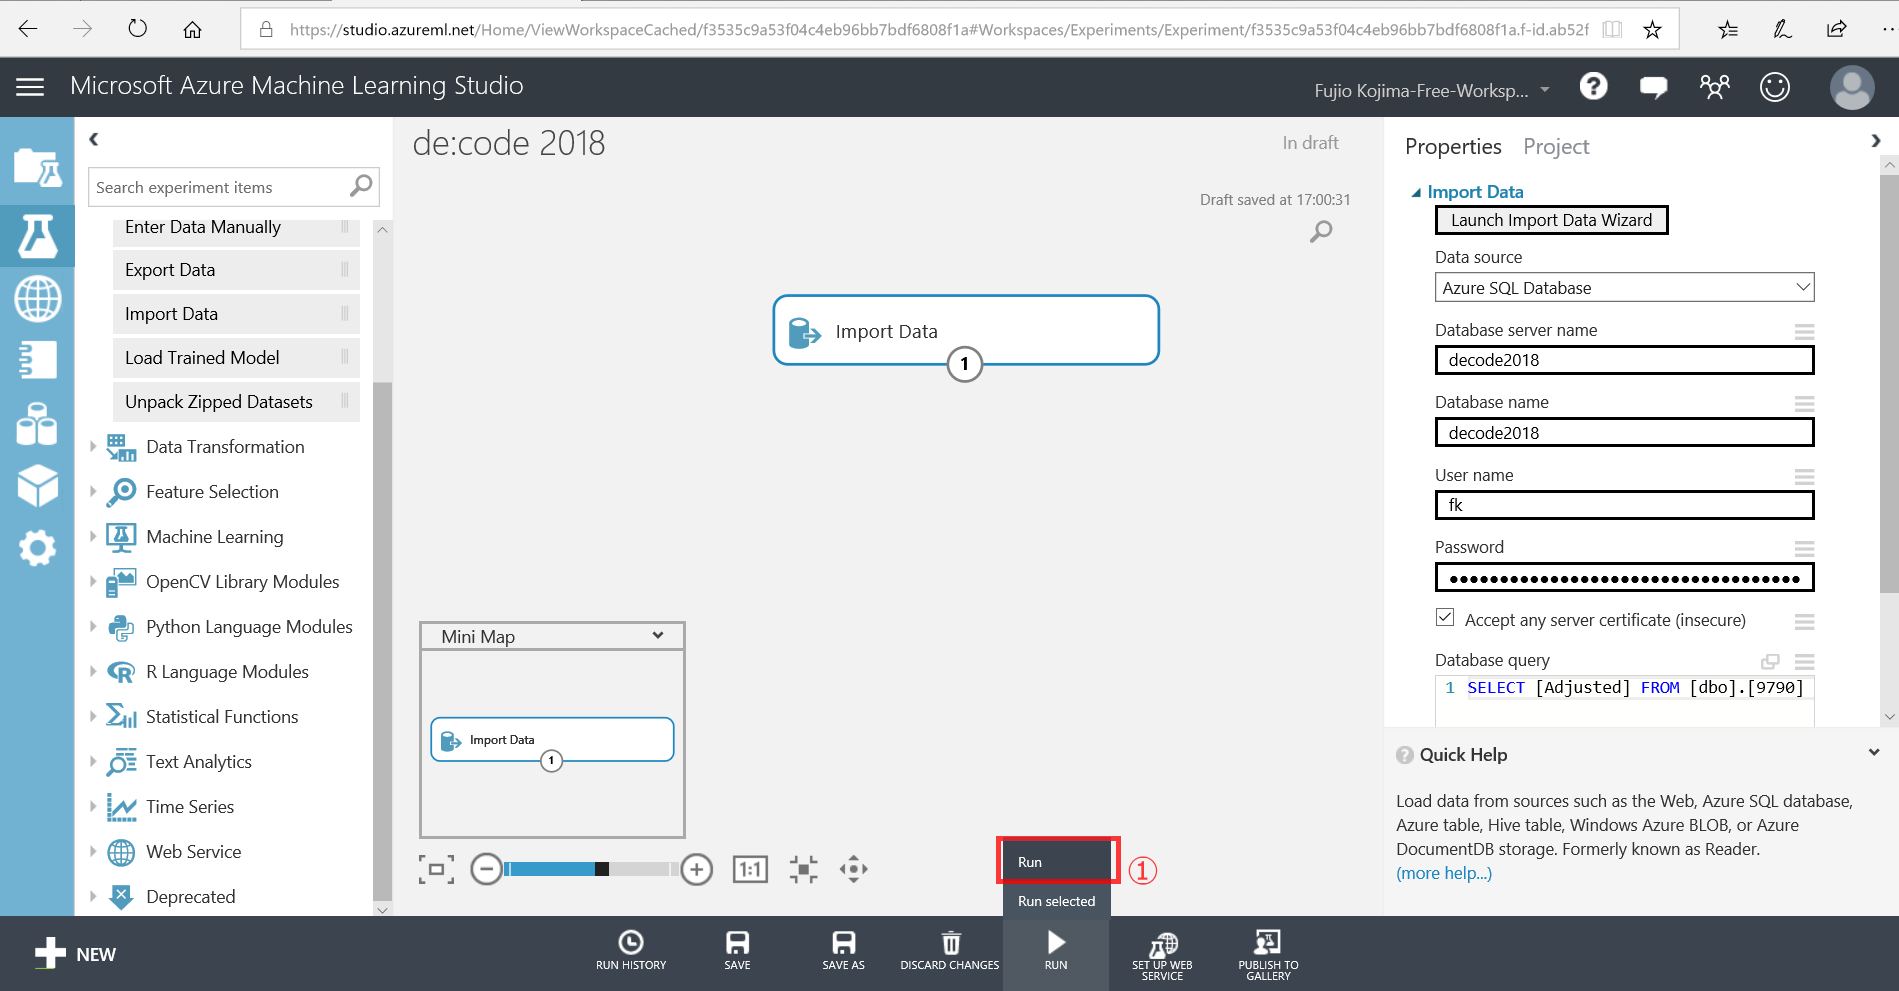 https://studio.azureml.net/Home/ViewWorkspaceCached/f3535c9a53f04c4eb96bb7bdf6808f1a#Workspaces/Experiments/Experiment/f3535c9a53f04c4eb96bb7bdf6808f1a.f-id.ab52f
Microsoft Azure Machine Learning Studio
Fujio Kojima-Free-Worksp...
Search experiment items
Enter Data Manually
Export Data
Import Data
Load Trained Model
Unpack Zipped Datasets
Data Transformation
Feature Selection
Machine Learning
OpenCV Library Modules
Python Language Modules
R Language Modules
Statistical Functions
Text Analytics
Time Series
Web Service
Deprecated
de:code 2018
In draft
Draft saved at 17:00:31
Import Data
1
Mini Map
Import Data
1
1:1
Run
①
Run selected
Properties
Project
Import Data
Launch Import Data Wizard
Data source
Azure SQL Database
Database server name
decode2018
Database name
decode2018
User name
fk
Password
Accept any server certificate (insecure)
Database query
1 SELECT [Adjusted] FROM [dbo].[9790]
Quick Help
Load data from sources such as the Web, Azure SQL database,
Azure table, Hive table, Windows Azure BLOB, or Azure
DocumentDB storage. Formerly known as Reader.
(more help...)
NEW
RUN HISTORY
SAVE
SAVE AS
DISCARD CHANGES
RUN
SET UP WEB
SERVICE
PUBLISH TO
GALLERY